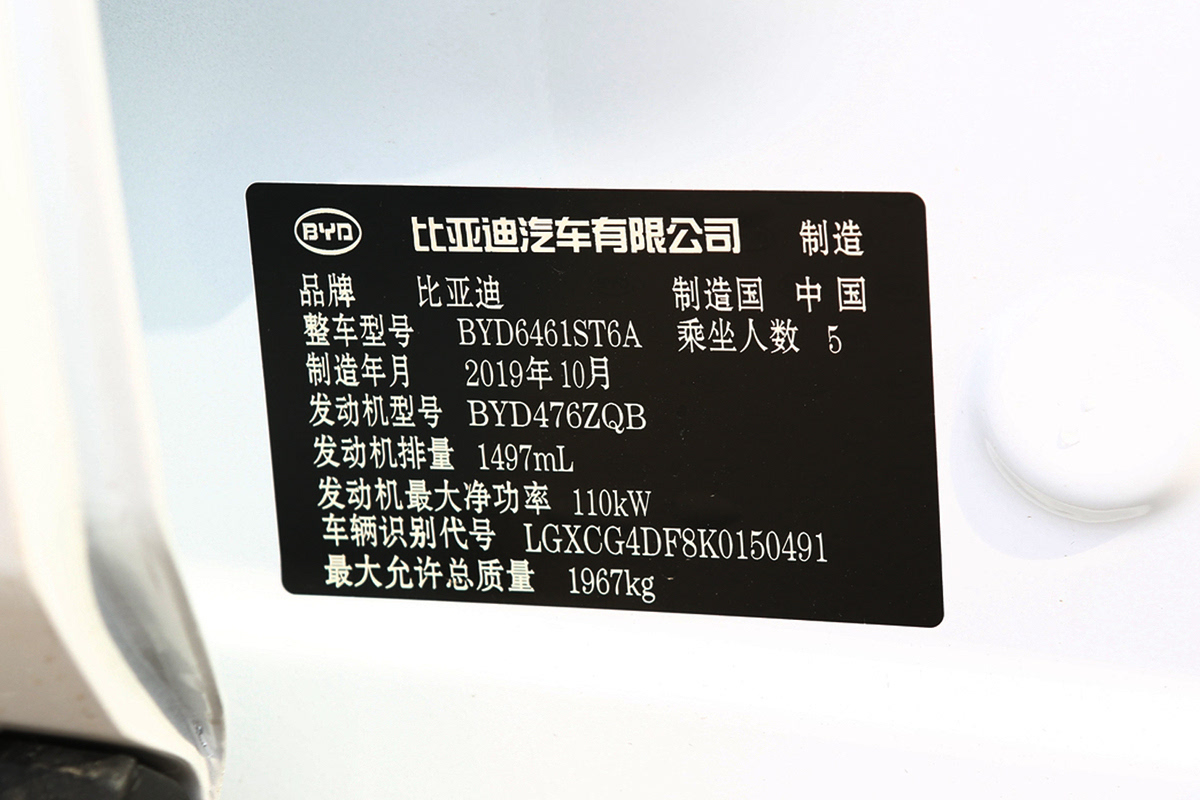 BYD 比亚迪汽车有限公司 制造
品牌 比亚迪 制造国 中国
整车型号 BYD6461ST6A 乘坐人数 5
制造年月 2019年10月
发动机型号 BYD476ZQB
发动机排量 1497mL
发动机最大净功率 110kW
车辆识别代号 LGXCG4DF8K0150491
最大允许总质量 1967kg